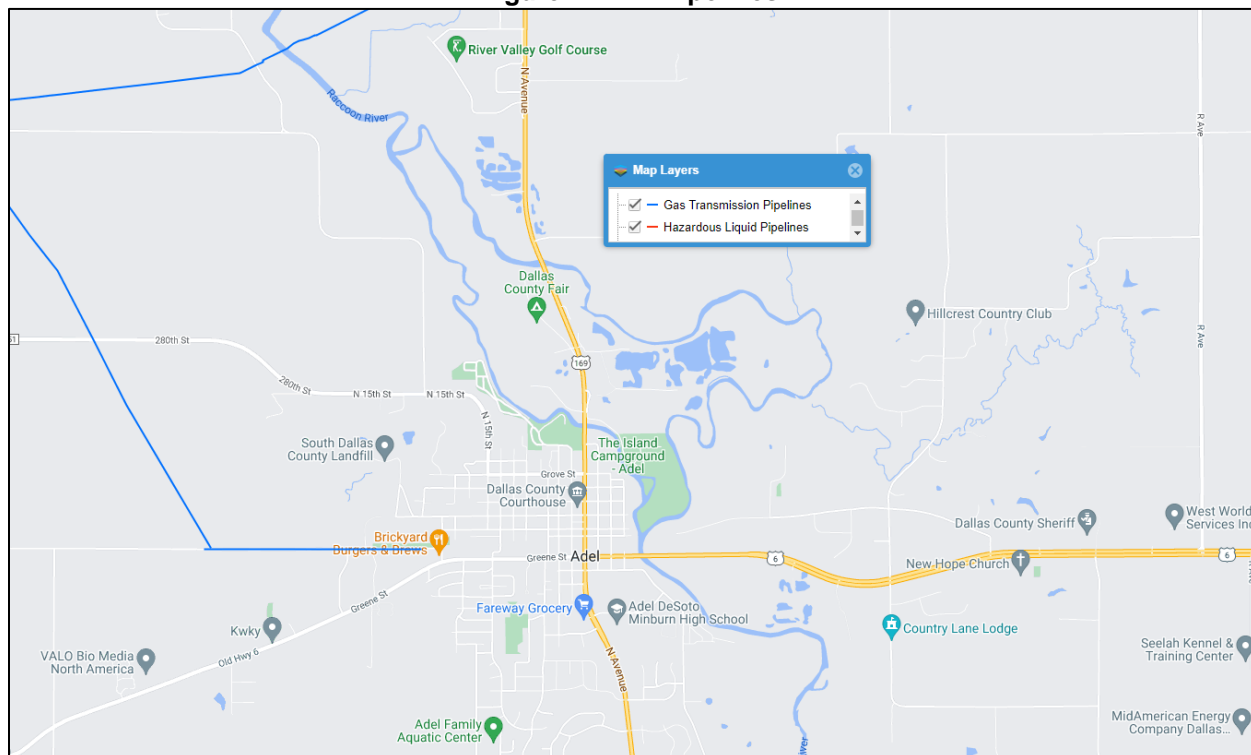 River Valley Golf Course
N Avenue
Raccoon River
R Ave
Map Layers
Gas Transmission Pipelines
Hazardous Liquid Pipelines
Dallas
County Fair
Hillcrest Country Club
280th St
R Ave
169
280th St
N 15th St
N 15th St
N 15th St
South Dallas
County Landfill
The Island
Campground
- Adel
Grove St
Dallas County
Courthouse
Dallas County Sheriff
West World
Services Inc
Brickyard
Burgers & Brews
Greene St
Adel
6
6
New Hope Church
Greene St
Fareway Grocery
Adel DeSoto
Minburn High School
Kwky
Country Lane Lodge
Old Hwy 6
VALO Bio Media
North America
N Avenue
Seelah Kennel &
Training Center
Adel Family
Aquatic Center
MidAmerican Energy
Company Dallas...